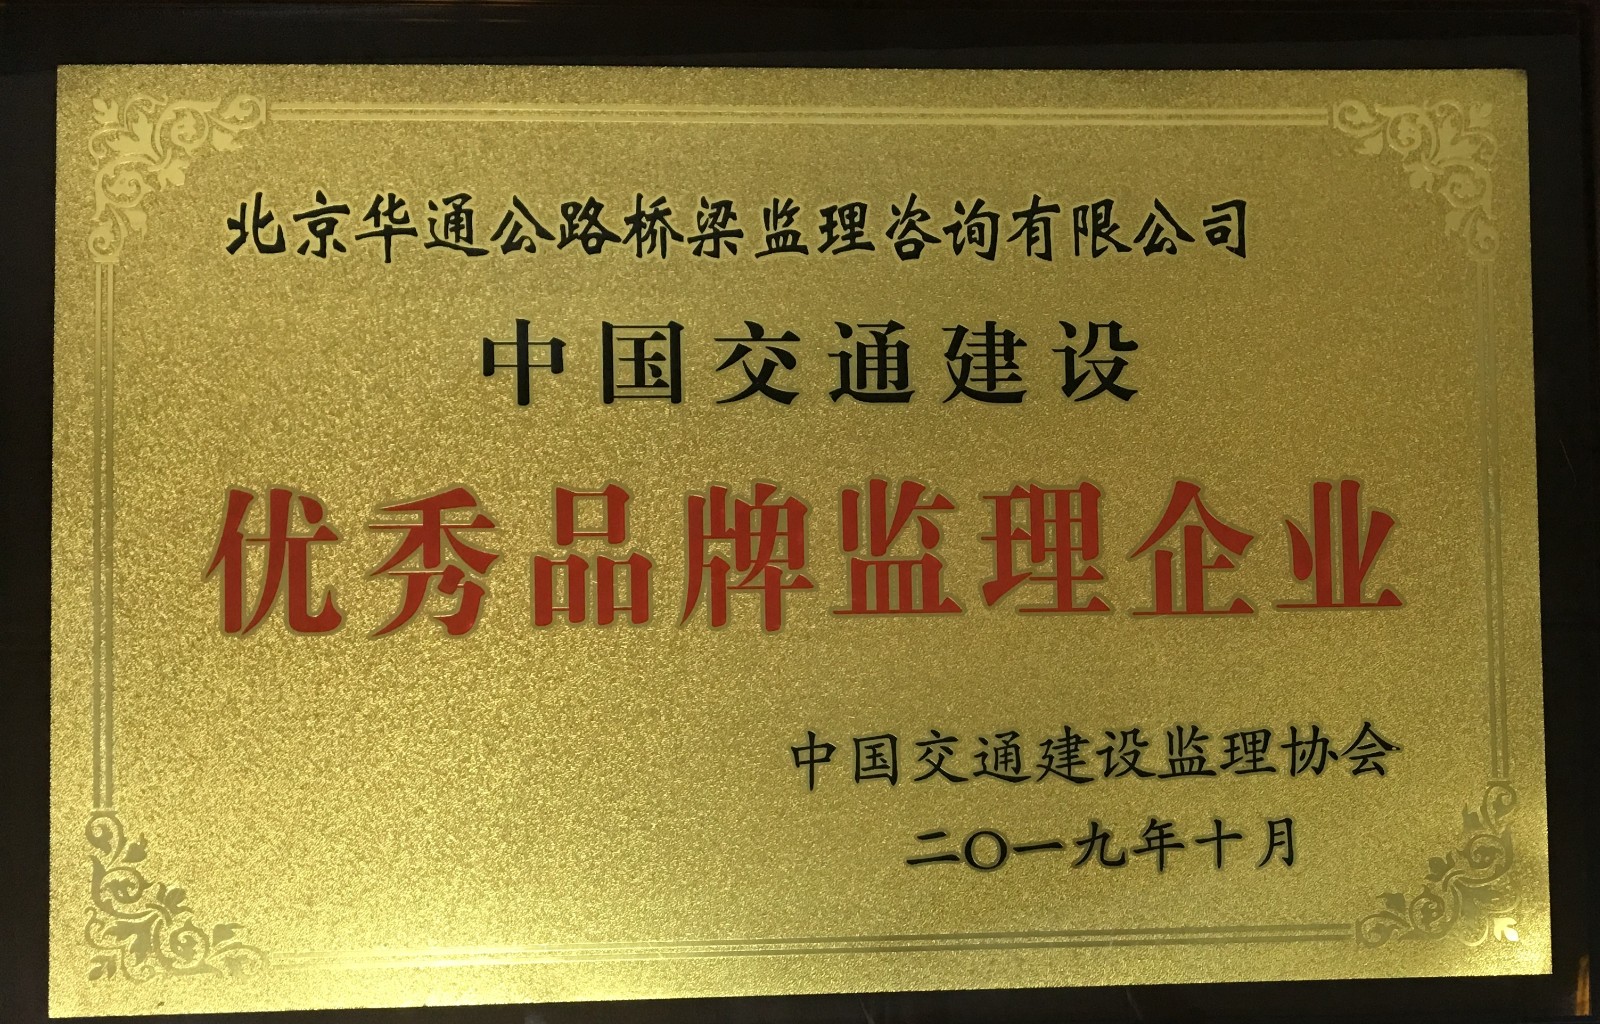 北京华通公路桥梁监理咨询有限公司
中国交通建设
优秀品牌监理企业
中国交通建设监理协会
二〇一九年十月